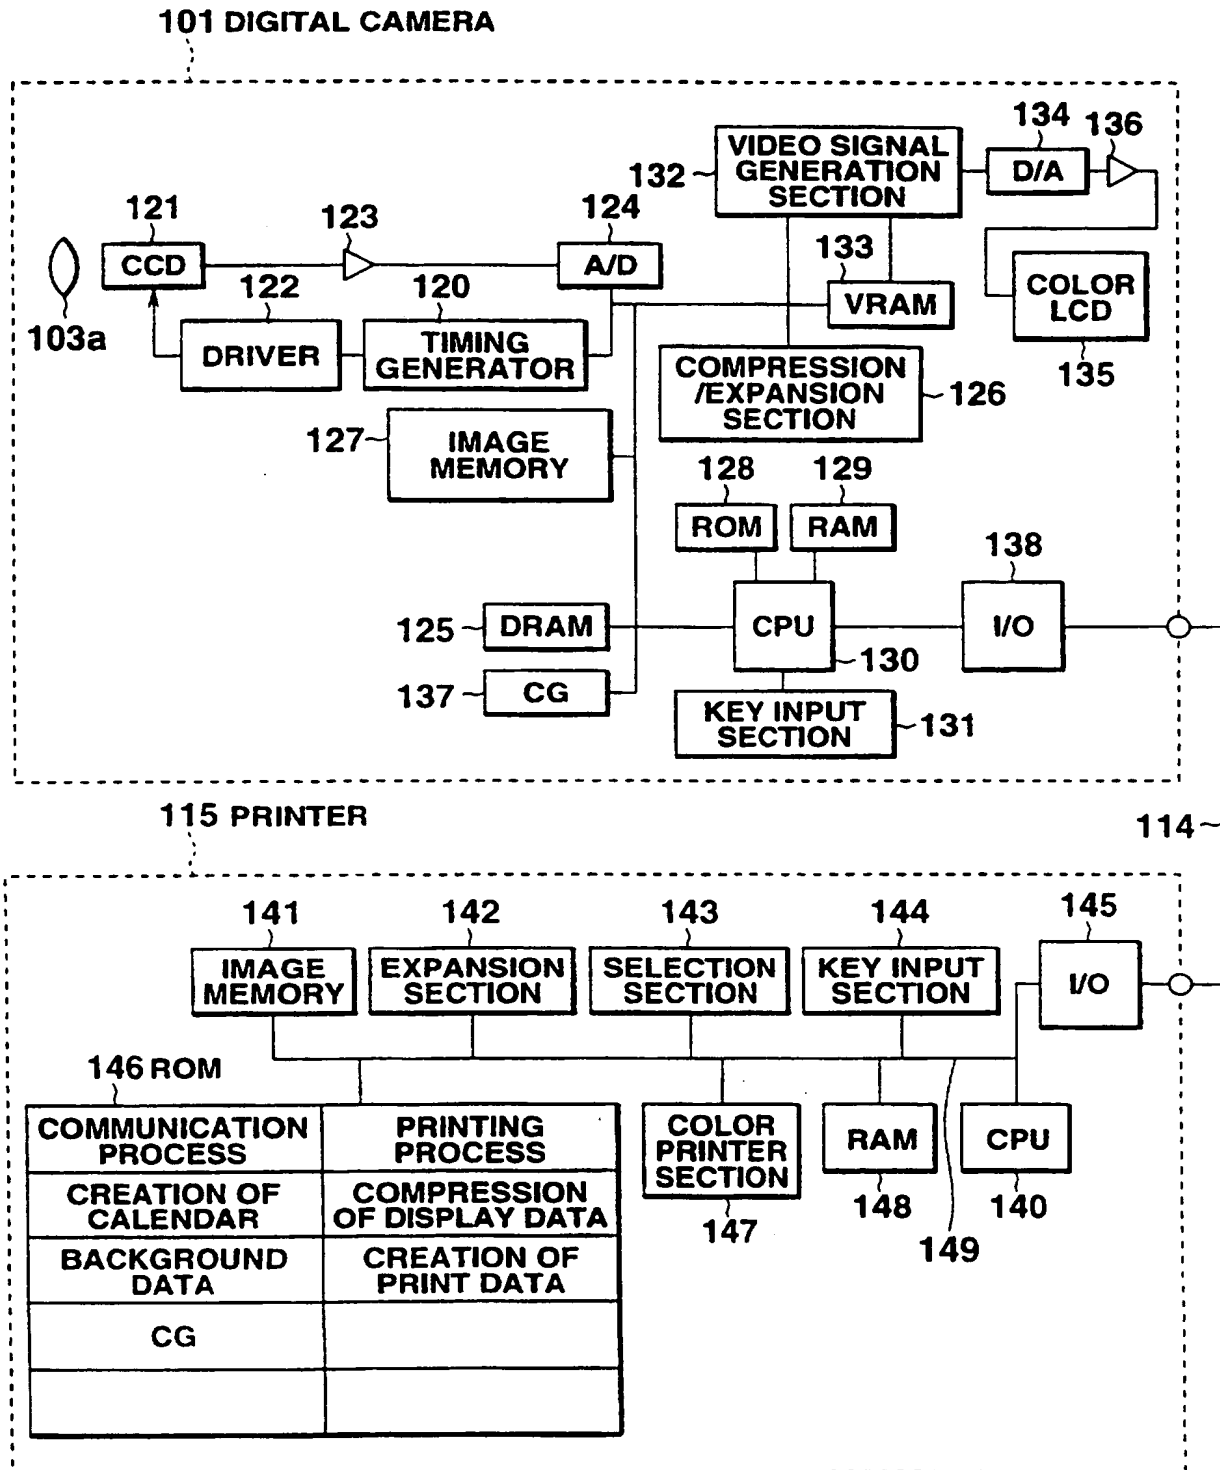 101 DIGITAL CAMERA
134
136
VIDEO SIGNAL
GENERATION
SECTION
132
D/A
121
123
124
133
CCD
A/D
COLOR
LCD
122
120
VRAM
103a
DRIVER
TIMING
GENERATOR
135
COMPRESSION
/EXPANSION
SECTION
126
127
IMAGE
MEMORY
128
129
ROM
RAM
138
125
DRAM
CPU
I/O
130
137
CG
KEY INPUT
SECTION
131
115 PRINTER
114
141
142
143
144
145
IMAGE
MEMORY
EXPANSION
SECTION
SELECTION
SECTION
KEY INPUT
SECTION
I/O
146 ROM
COMMUNICATION
PROCESS
PRINTING
PROCESS
COLOR
PRINTER
SECTION
RAM
CPU
CREATION OF
CALENDAR
COMPRESSION
OF DISPLAY DATA
147
148
140
149
BACKGROUND
DATA
CREATION OF
PRINT DATA
CG